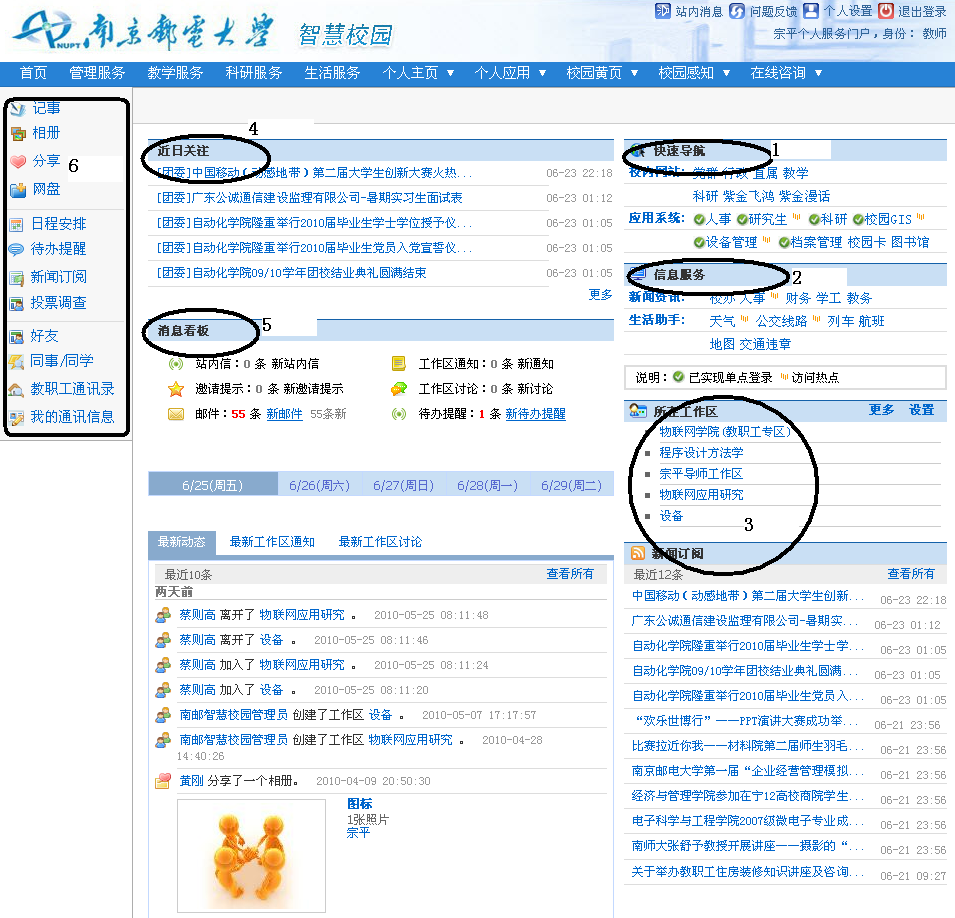 站内消息 问题反馈 个人设置 退出登录
南京邮电大学 智慧校园
NUPT
宗平个人服务门户，身份： 教师
首页 管理服务 教学服务 科研服务 生活服务 个人主页 ▼ 个人应用 ▼ 校园黄页 ▼ 校园感知 ▼ 在线咨询 ▼
记事
相册
分享
6
网盘
日程安排
待办提醒
新闻订阅
投票调查
好友
同事/同学
教职工通讯录
我的通讯信息
4
近日关注
[团委]中国移动（动感地带）第二届大学生创新大赛火热... 06-23 22:18
[团委]广东公诚通信建设监理有限公司-暑期实习生面试表 06-23 01:12
[团委]自动化学院隆重举行2010届毕业生学士学位授予仪... 06-23 01:05
[团委]自动化学院隆重举行2010届毕业生党员入党宣誓仪... 06-23 01:05
[团委]自动化学院09/10学年团校结业典礼圆满结束 06-23 01:05
更多
5
消息看板
站内信：0 条 新站内信 工作区通知：0 条 新通知
邀请提示：0 条 新邀请提示 工作区讨论：0 条 新讨论
邮件：55 条 新邮件 55条新 待办提醒：1 条 新待办提醒
6/25(周五) 6/26(周六) 6/27(周日) 6/28(周一) 6/29(周二)
最新动态 最新工作区通知 最新工作区讨论
最近10条 查看所有
两天前
蔡则高 离开了 物联网应用研究 。 2010-05-25 08:11:48
蔡则高 离开了 设备 。 2010-05-25 08:11:46
蔡则高 加入了 物联网应用研究 。 2010-05-25 08:11:24
蔡则高 加入了 设备 。 2010-05-25 08:11:20
南邮智慧校园管理员 创建了工作区 设备 。 2010-05-07 17:17:57
南邮智慧校园管理员 创建了工作区 物联网应用研究 。 2010-04-28
14:40:26
黄刚 分享了一个相册。 2010-04-09 20:50:30
图标
1张照片
宗平
快速导航 1
校内网站： 党群 行政 直属 教学
科研 紫金飞鸿 紫金漫话
应用系统： 人事 研究生 科研 校园GIS
设备管理 档案管理 校园卡 图书馆
信息服务 2
新闻资讯： 校办 人事 财务 学工 教务
生活助手： 天气 公交线路 列车 航班
地图 交通违章
说明： 已实现单点登录 访问热点
所在工作区 更多 设置
物联网学院(教职工专区)
程序设计方法学
宗平导师工作区
物联网应用研究
设备
3
新闻订阅
最近12条 查看所有
中国移动（动感地带）第二届大学生创新... 06-23 22:18
广东公诚通信建设监理有限公司-暑期实... 06-23 01:12
自动化学院隆重举行2010届毕业生学士学... 06-23 01:05
自动化学院09/10学年团校结业典礼圆满... 06-23 01:05
自动化学院隆重举行2010届毕业生党员入... 06-23 01:05
“欢乐世博行”——PPT演讲大赛成功举... 06-21 23:56
比赛拉近你我——材料院第二届师生羽毛... 06-21 23:56
南京邮电大学第一届“企业经营管理模拟... 06-21 23:56
经济与管理学院参加在宁12高校商院学生... 06-21 23:56
电子科学与工程学院2007级微电子专业成... 06-21 23:56
南师大张舒予教授开展讲座——摄影的“... 06-21 23:56
关于举办教职工住房装修知识讲座及咨询... 06-21 09:27